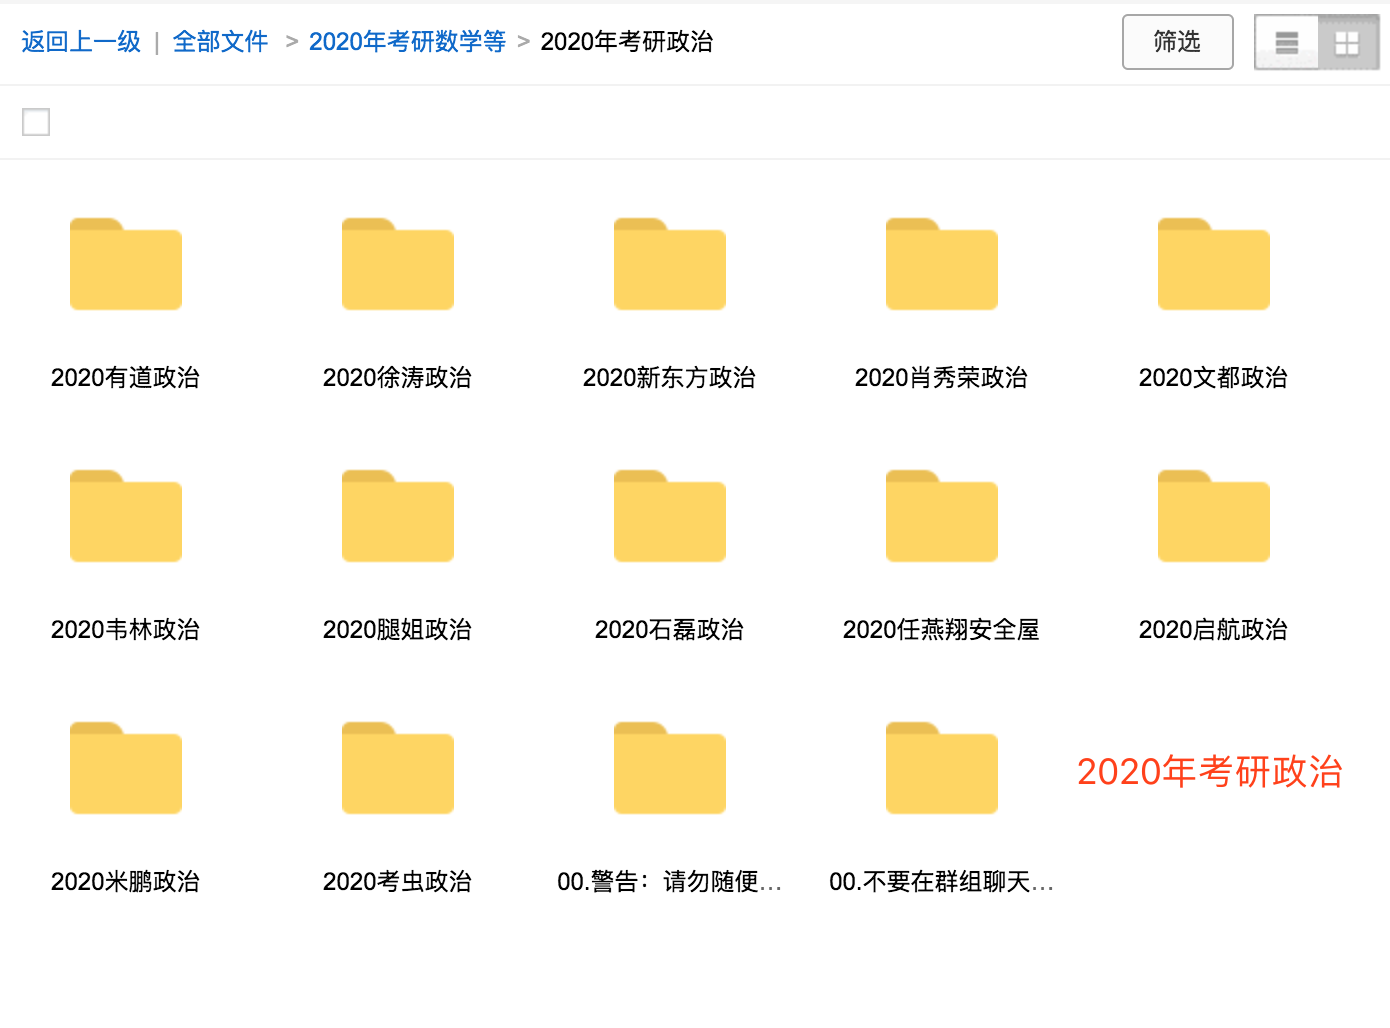 返回上一级 | 全部文件 > 2020年考研数学等 > 2020年考研政治
筛选
2020有道政治
2020徐涛政治
2020新东方政治
2020肖秀荣政治
2020文都政治
2020韦林政治
2020腿姐政治
2020石磊政治
2020任燕翔安全屋
2020启航政治
2020年考研政治
2020米鹏政治
2020考虫政治
00.警告：请勿随便...
00.不要在群组聊天...